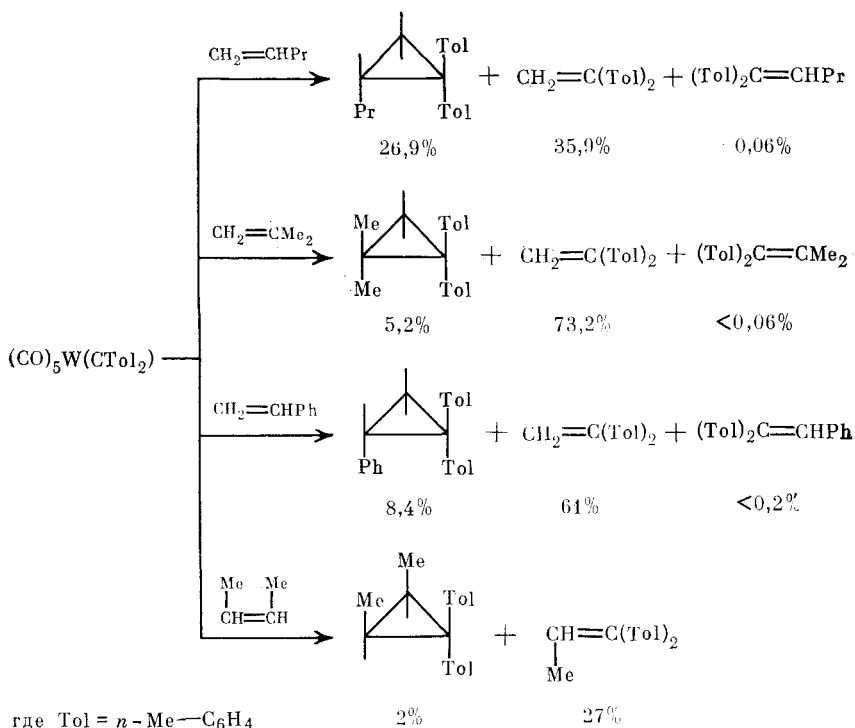 CH₂=CHPr
Tol
Pr Tol
+ CH₂=C(Tol)₂ + (Tol)₂C=CHPr
26,9% 35,9% 0,06%
CH₂=CMe₂
Me Tol
Me Tol
+ CH₂=C(Tol)₂ + (Tol)₂C=CMe₂
5,2% 73,2% <0,06%
(CO)₅W(CTol₂)
CH₂=CHPh
Tol
Ph Tol
+ CH₂=C(Tol)₂ + (Tol)₂C=CHPh
8,4% 61% <0,2%
Me Me
CH=CH
Me
Me Tol
Tol
+ CH=C(Tol)₂
Me
где Tol = n-Me—C₆H₄ 2% 27%